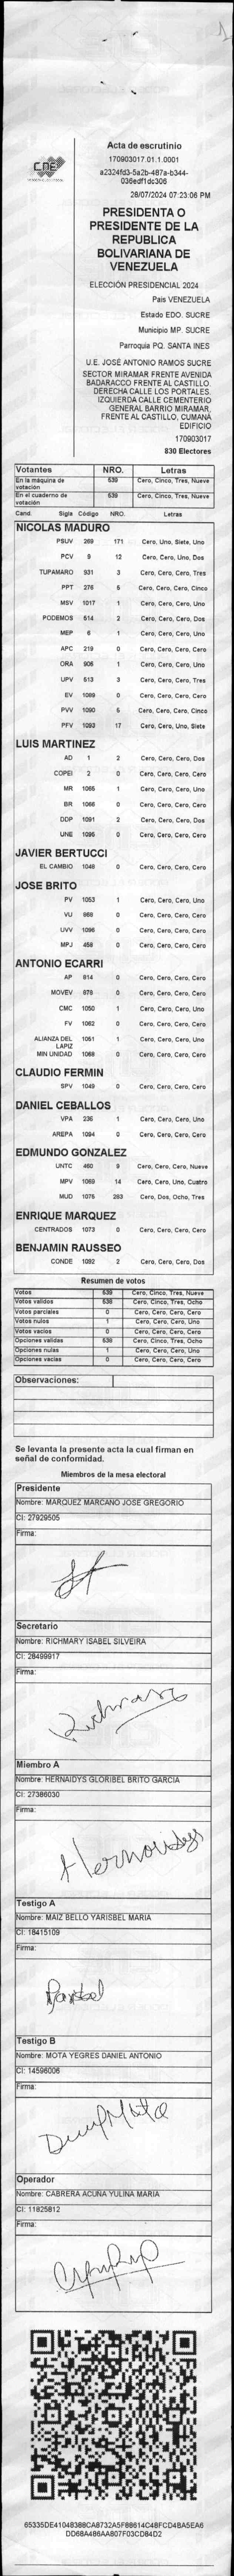 1
CNE
Acta de escrutinio
170903017.01.1.0001
a2324fd3-5a2b-487a-b344-
036edf1dc306
28/07/2024 07:23:06 PM
PRESIDENTA O
PRESIDENTE DE LA
REPUBLICA
BOLIVARIANA DE
VENEZUELA
ELECCIÓN PRESIDENCIAL 2024
Pais VENEZUELA
Estado EDO. SUCRE
Municipio MP. SUCRE
Parroquia PQ. SANTA INES
U.E. JOSÉ ANTONIO RAMOS SUCRE
SECTOR MIRAMAR FRENTE AVENIDA
BADARACCO FRENTE AL CASTILLO.
DERECHA CALLE LOS PORTALES.
IZQUIERDA CALLE CEMENTERIO
GENERAL BARRIO MIRAMAR,
FRENTE AL CASTILLO, CUMANÁ
EDIFICIO
170903017
830 Electores
Votantes NRO. Letras
En la máquina de votación 539 Cero, Cinco, Tres, Nueve
En el cuaderno de votación 539 Cero, Cinco, Tres, Nueve
Cand. Sigla Código NRO. Letras
NICOLAS MADURO
PSUV 269 171 Cero, Uno, Siete, Uno
PCV 9 12 Cero, Cero, Uno, Dos
TUPAMARO 931 3 Cero, Cero, Cero, Tres
PPT 276 5 Cero, Cero, Cero, Cinco
MSV 1017 1 Cero, Cero, Cero, Uno
PODEMOS 514 2 Cero, Cero, Cero, Dos
MEP 6 1 Cero, Cero, Cero, Uno
APC 219 0 Cero, Cero, Cero, Cero
ORA 906 1 Cero, Cero, Cero, Uno
UPV 513 3 Cero, Cero, Cero, Tres
EV 1089 0 Cero, Cero, Cero, Cero
PVV 1090 5 Cero, Cero, Cero, Cinco
PFV 1093 17 Cero, Cero, Uno, Siete
LUIS MARTINEZ
AD 1 2 Cero, Cero, Cero, Dos
COPEI 2 0 Cero, Cero, Cero, Cero
MR 1065 1 Cero, Cero, Cero, Uno
BR 1066 0 Cero, Cero, Cero, Cero
DDP 1091 2 Cero, Cero, Cero, Dos
UNE 1095 0 Cero, Cero, Cero, Cero
JAVIER BERTUCCI
EL CAMBIO 1048 0 Cero, Cero, Cero, Cero
JOSE BRITO
PV 1053 1 Cero, Cero, Cero, Uno
VU 868 0 Cero, Cero, Cero, Cero
UVV 1096 0 Cero, Cero, Cero, Cero
MPJ 458 0 Cero, Cero, Cero, Cero
ANTONIO ECARRI
AP 814 0 Cero, Cero, Cero, Cero
MOVEV 978 0 Cero, Cero, Cero, Cero
CMC 1050 1 Cero, Cero, Cero, Uno
FV 1062 0 Cero, Cero, Cero, Cero
ALIANZA DEL LAPIZ 1051 1 Cero, Cero, Cero, Uno
MIN UNIDAD 1068 0 Cero, Cero, Cero, Cero
CLAUDIO FERMIN
SPV 1049 0 Cero, Cero, Cero, Cero
DANIEL CEBALLOS
VPA 236 1 Cero, Cero, Cero, Uno
AREPA 1094 0 Cero, Cero, Cero, Cero
EDMUNDO GONZALEZ
UNTC 460 9 Cero, Cero, Cero, Nueve
MPV 1069 14 Cero, Cero, Uno, Cuatro
MUD 1075 283 Cero, Dos, Ocho, Tres
ENRIQUE MARQUEZ
CENTRADOS 1073 0 Cero, Cero, Cero, Cero
BENJAMIN RAUSSEO
CONDE 1092 2 Cero, Cero, Cero, Dos
Resumen de votos
Votos 539 Cero, Cinco, Tres, Nueve
Votos validos 538 Cero, Cinco, Tres, Ocho
Votos parciales 0 Cero, Cero, Cero, Cero
Votos nulos 1 Cero, Cero, Cero, Uno
Votos vacíos 0 Cero, Cero, Cero, Cero
Opciones validas 538 Cero, Cinco, Tres, Ocho
Opciones nulas 1 Cero, Cero, Cero, Uno
Opciones vacias 0 Cero, Cero, Cero, Cero
Observaciones:
Se levanta la presente acta la cual firman en
señal de conformidad.
Miembros de la mesa electoral
Presidente
Nombre: MARQUEZ MARCANO JOSE GREGORIO
CI: 27929505
Firma:
Secretario
Nombre: RICHMARY ISABEL SILVEIRA
CI: 28499917
Firma:
Richmary
Miembro A
Nombre: HERNAIDYS GLORIBEL BRITO GARCIA
CI: 27386030
Firma:
Hernaidys
Testigo A
Nombre: MAIZ BELLO YARISBEL MARIA
CI: 18415109
Firma:
Testigo B
Nombre: MOTA YEGRES DANIEL ANTONIO
CI: 14596006
Firma:
Operador
Nombre: CABRERA ACUÑA YULINA MARIA
CI: 11825812
Firma:
65335DE41048388CA8732A5F88614C48FCD4BA5EA6
DD68A486AA807F03CD84D2